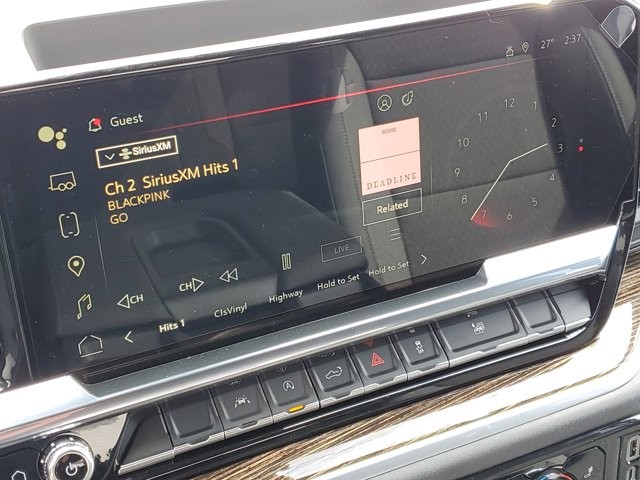 27° 2:37
Guest
SiriusXM
Ch 2 SiriusXM Hits 1
BLACKPINK
GO
DEADLINE
Related
12
1
2
3
4
5
6
7
8
9
10
11
CH
CH
LIVE
Hits 1 ClsVinyl Highway Hold to Set Hold to Set